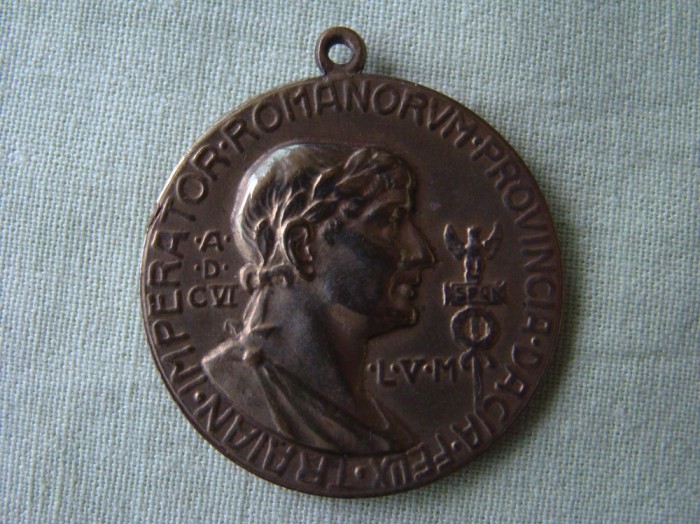 ·TRAIAN·IMPERATOR·ROMANORVM·PROVINCIA·DACIA·FELIX
·A·
·D·
CVI
SPQR
·L·V·M